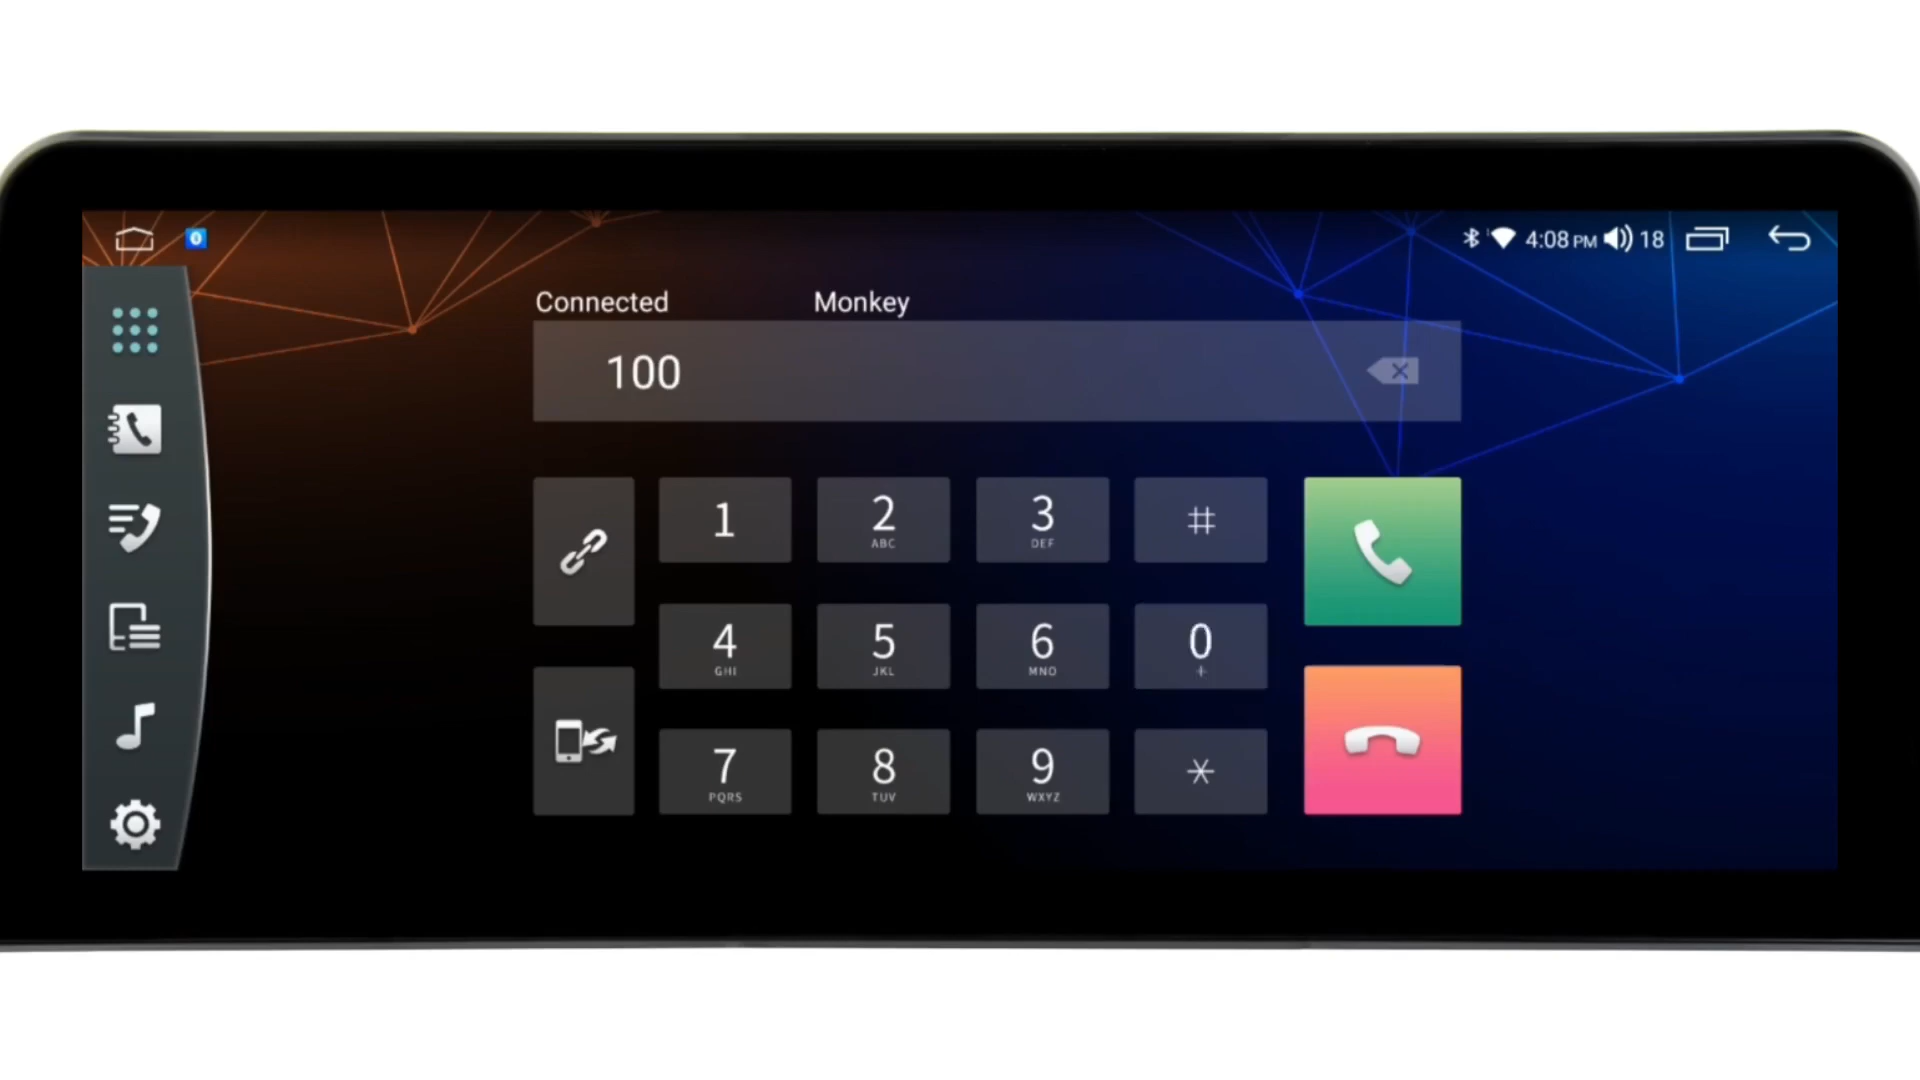 4:08 PM 18
Connected Monkey
100
1 2 3 #
ABC DEF
4 5 6 0
GHI JKL MNO +
7 8 9 *
PQRS TUV WXYZ